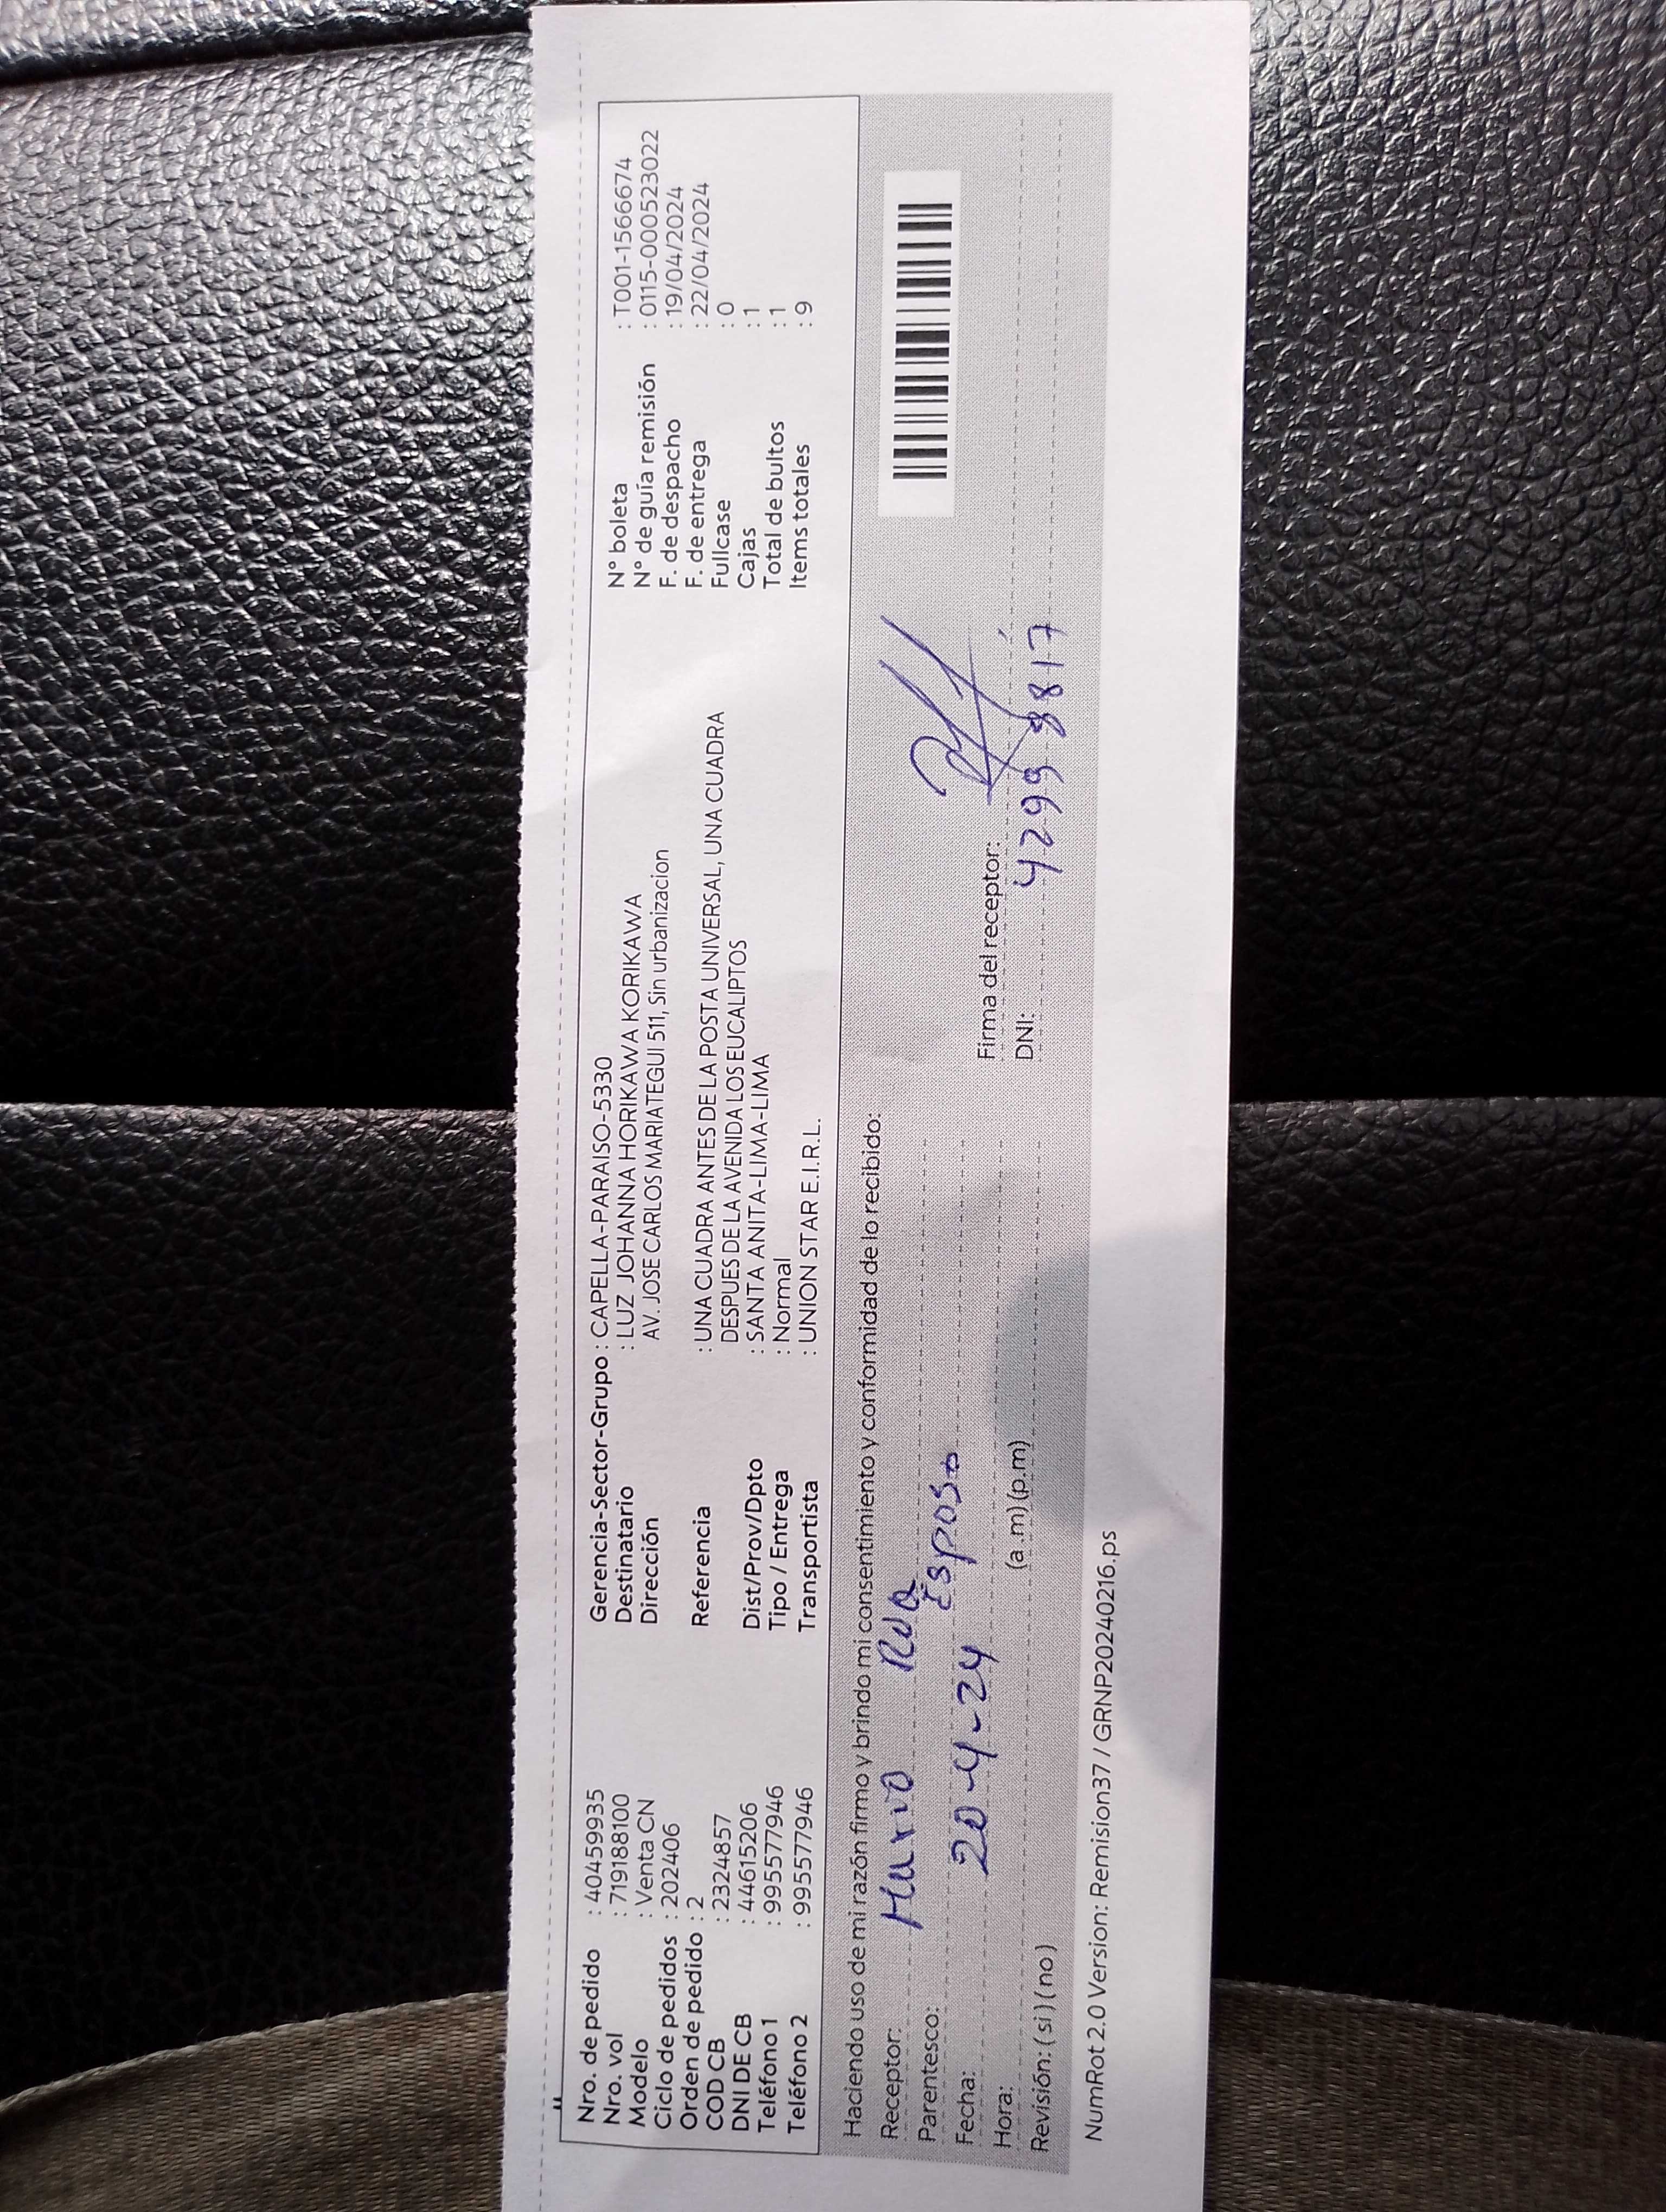 Nro. de pedido : 40459935
Nro. vol : 719188100
Modelo : Venta CN
Ciclo de pedidos : 202406
Orden de pedido : 2
COD CB : 2324857
DNI DE CB : 44615206
Teléfono 1 : 995577946
Teléfono 2 : 995577946
Gerencia-Sector-Grupo : CAPELLA-PARAISO-5330
Destinatario : LUZ JOHANNA HORIKAWA KORIKAWA
Dirección AV. JOSE CARLOS MARIATEGUI 511, Sin urbanizacion
Referencia : UNA CUADRA ANTES DE LA POSTA UNIVERSAL, UNA CUADRA
DESPUES DE LA AVENIDA LOS EUCALIPTOS
Dist/Prov/Dpto : SANTA ANITA-LIMA-LIMA
Tipo / Entrega : Normal
Transportista : UNION STAR E.I.R.L.
N° boleta : T001-15666674
N° de guía remisión : 0115-0000523022
F. de despacho : 19/04/2024
F. de entrega : 22/04/2024
Fullcase : 0
Cajas : 1
Total de bultos : 1
Items totales : 9
Haciendo uso de mi razón firmo y brindo mi consentimiento y conformidad de lo recibido:
Receptor:
Parentesco: Esposo
Fecha: 20-4-24
Hora: (a .m) (p.m)
Revisión: ( si ) ( no )
Firma del receptor:
DNI: 42998817
NumRot 2.0 Version: Remision37 / GRNP20240216.ps